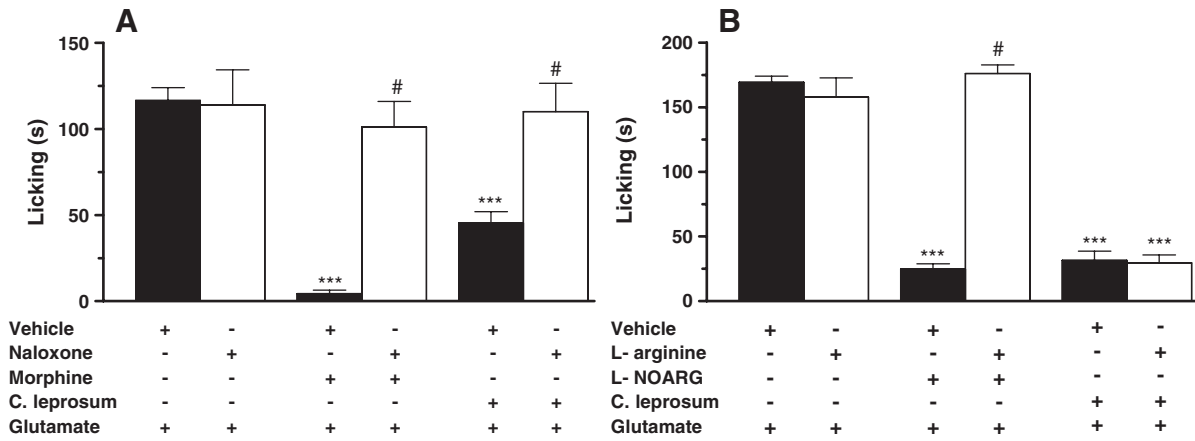 A
Licking (s)
150
100
50
0
#
#
***
***
Vehicle + - + - + -
Naloxone - + - + - +
Morphine - - + + - -
C. leprosum - - - - + +
Glutamate + + + + + +
B
Licking (s)
200
150
100
50
0
#
***
***
***
Vehicle + - + - + -
L- arginine - + - + - +
L- NOARG - - + + - -
C. leprosum - - - - + +
Glutamate + + + + + +